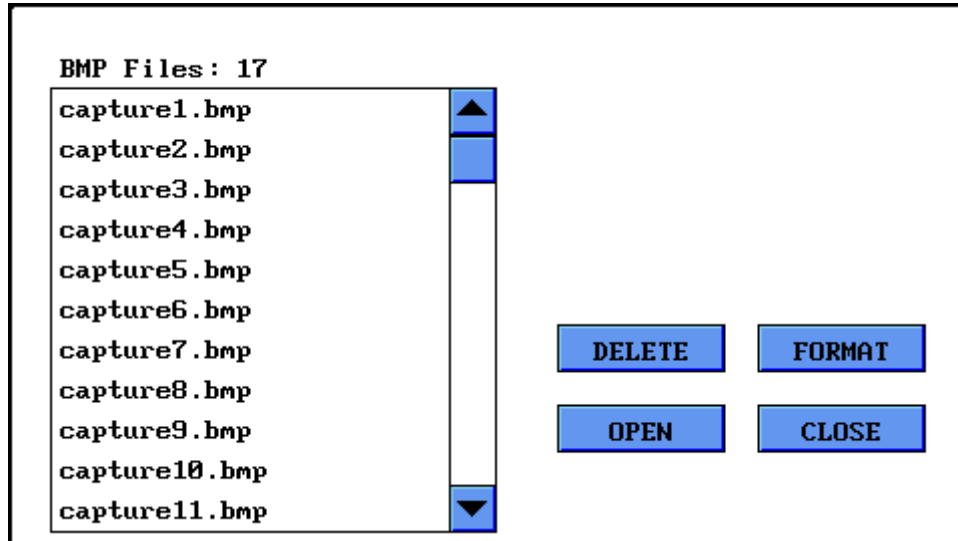 BMP Files: 17
capture1.bmp
capture2.bmp
capture3.bmp
capture4.bmp
capture5.bmp
capture6.bmp
capture7.bmp
capture8.bmp
capture9.bmp
capture10.bmp
capture11.bmp
DELETE FORMAT
OPEN CLOSE